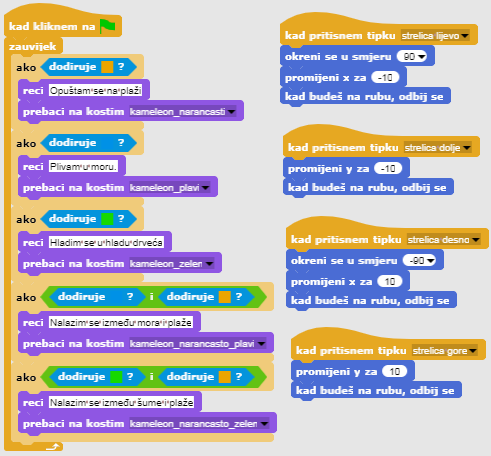 kad kliknem na
zauvijek
ako dodiruje ?
reci Opuštam se na plaži
prebaci na kostim kameleon_narancasti
ako dodiruje ?
reci Plivam u moru.
prebaci na kostim kameleon_plavi
ako dodiruje ?
reci Hladim se u hladu drveća
prebaci na kostim kameleon_zelen
ako dodiruje ? i dodiruje ?
reci Nalazim se između mora i plaže
prebaci na kostim kameleon_narancasto_plavi
ako dodiruje ? i dodiruje ?
reci Nalazim se između šume i plaže
prebaci na kostim kameleon_narancasto_zelen
kad pritisnem tipku strelica lijevo
okreni se u smjeru 90
promijeni x za -10
kad budeš na rubu, odbij se
kad pritisnem tipku strelica dolje
promijeni y za -10
kad budeš na rubu, odbij se
kad pritisnem tipku strelica desno
okreni se u smjeru -90
promijeni x za 10
kad budeš na rubu, odbij se
kad pritisnem tipku strelica gore
promijeni y za 10
kad budeš na rubu, odbij se